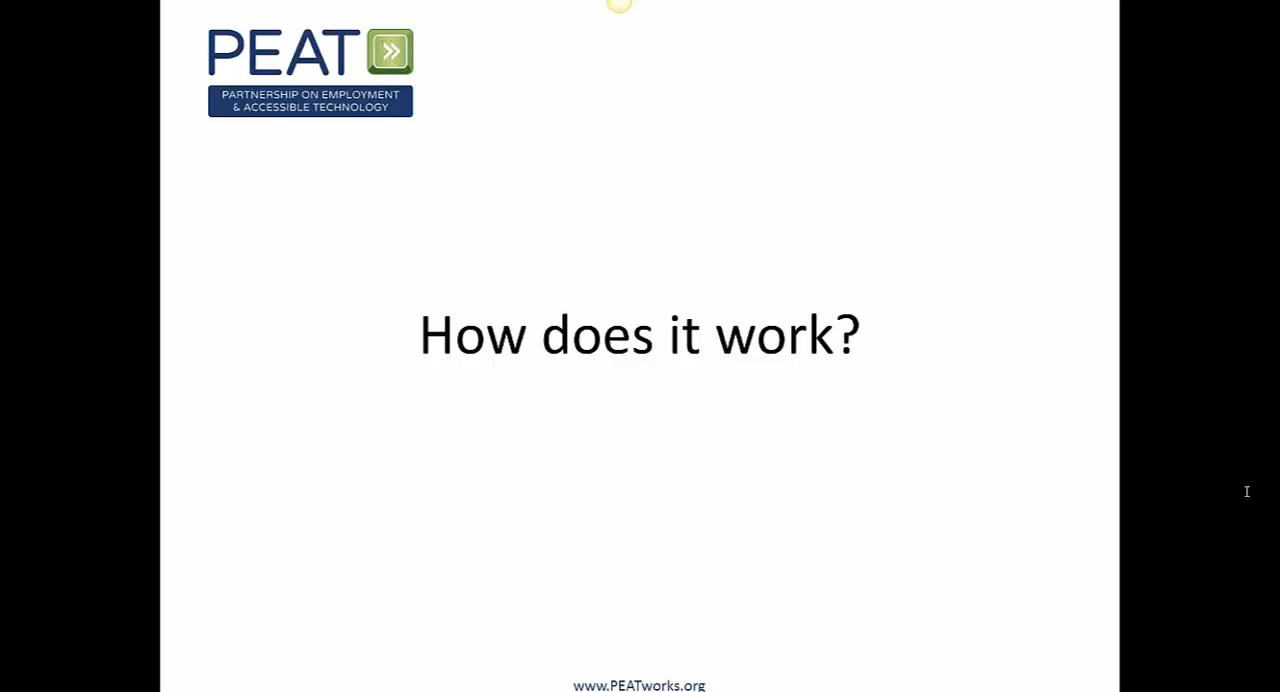 PEAT
PARTNERSHIP ON EMPLOYMENT
& ACCESSIBLE TECHNOLOGY
How does it work?
www.PEATworks.org